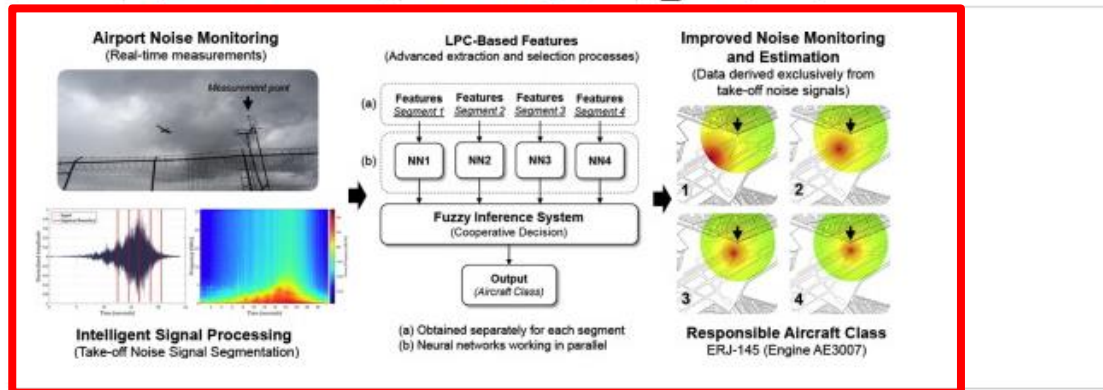 Airport Noise Monitoring
(Real-time measurements)
Measurement point
Intelligent Signal Processing
(Take-off Noise Signal Segmentation)
LPC-Based Features
(Advanced extraction and selection processes)
(a)
Features Features Features Features
Segment 1 Segment 2 Segment 3 Segment 4
(b)
NN1 NN2 NN3 NN4
Fuzzy Inference System
(Cooperative Decision)
Output
(Aircraft Class)
(a) Obtained separately for each segment
(b) Neural networks working in parallel
Improved Noise Monitoring
and Estimation
(Data derived exclusively from
take-off noise signals)
1 2
3 4
Responsible Aircraft Class
ERJ-145 (Engine AE3007)